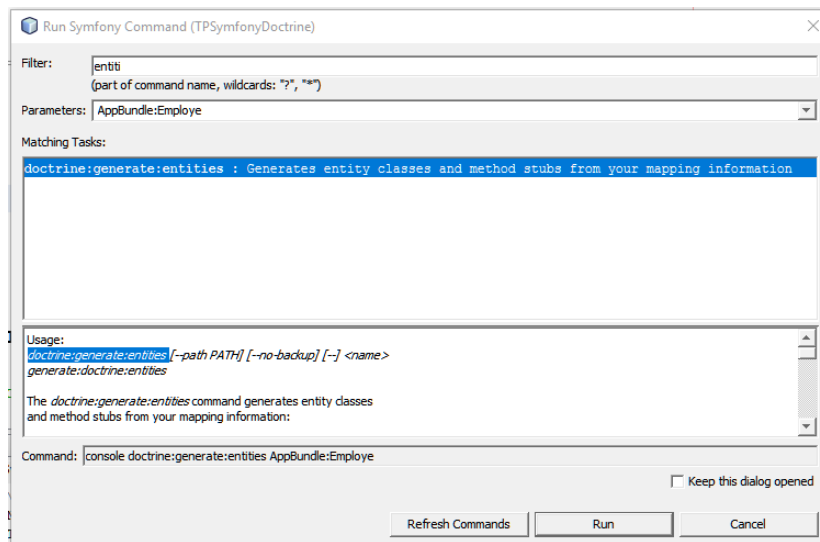 Run Symfony Command (TPSymfonyDoctrine)
Filter: entiti
(part of command name, wildcards: "?", "*")
Parameters: AppBundle:Employe
Matching Tasks:
doctrine:generate:entities : Generates entity classes and method stubs from your mapping information
Usage:
doctrine:generate:entities [--path PATH] [--no-backup] [--] <name>
generate:doctrine:entities
The doctrine:generate:entities command generates entity classes
and method stubs from your mapping information:
Command: console doctrine:generate:entities AppBundle:Employe
Keep this dialog opened
Refresh Commands Run Cancel